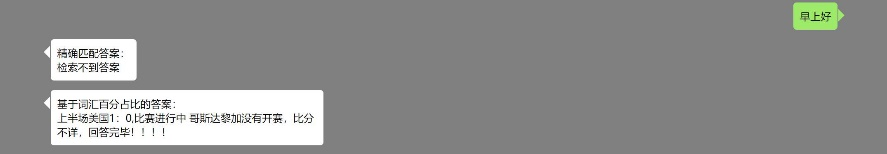 早上好
精确匹配答案：
检索不到答案
基于词汇百分占比的答案：
上半场美国1：0,比赛进行中 哥斯达黎加没有开赛，比分
不详，回答完毕！！！！